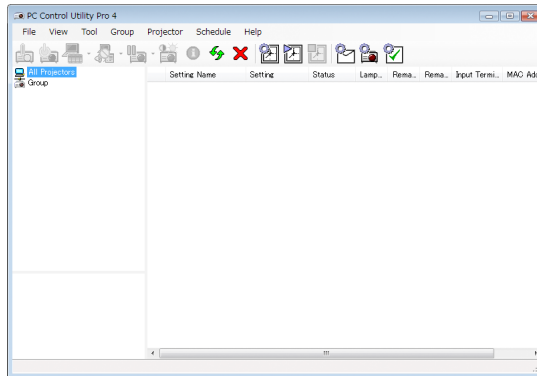 PC Control Utility Pro 4
File View Tool Group Projector Schedule Help
Setting Name Setting Status Lamp... Rema... Rema... Input Termi... MAC Add
All Projectors
Group